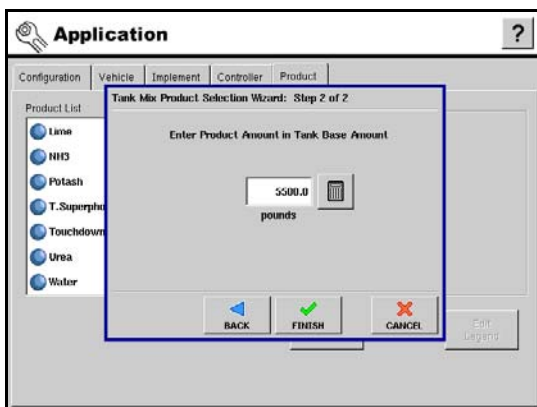 Application
?
Configuration Vehicle Implement Controller Product
Product List
Tank Mix Product Selection Wizard: Step 2 of 2
Lime
NH3
Potash
T.Superpho
Touchdown
Urea
Water
Enter Product Amount in Tank Base Amount
5500.0
pounds
BACK FINISH CANCEL
Edit
Legend